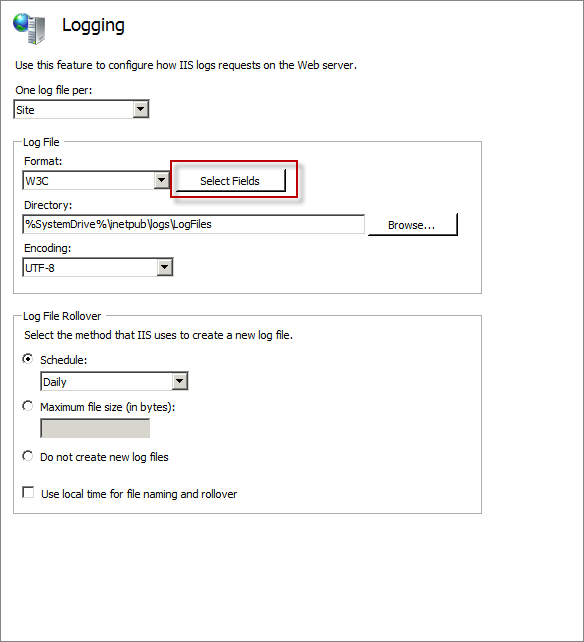 Logging
Use this feature to configure how IIS logs requests on the Web server.
One log file per:
Site
Log File
Format:
W3C
Select Fields
Directory:
%SystemDrive%\inetpub\logs\LogFiles
Browse...
Encoding:
UTF-8
Log File Rollover
Select the method that IIS uses to create a new log file.
Schedule:
Daily
Maximum file size (in bytes):
Do not create new log files
Use local time for file naming and rollover